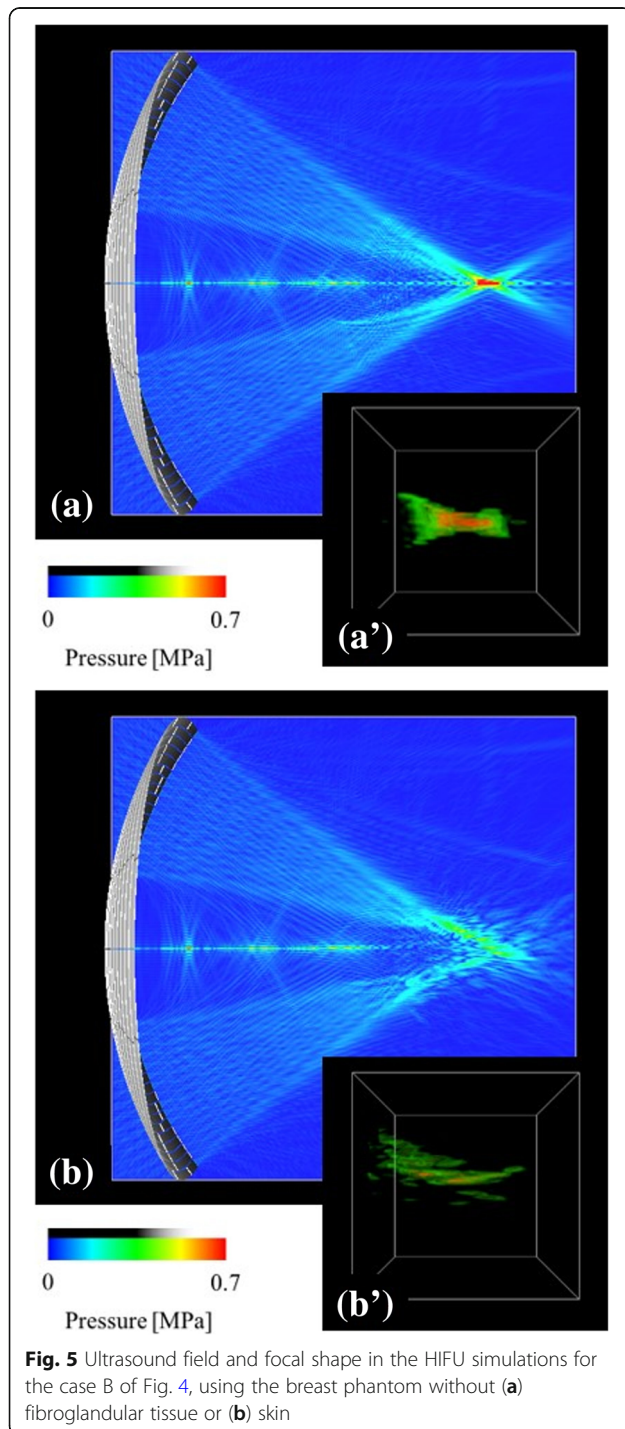 (a)
(a’)
0 0.7
Pressure [MPa]
(b)
(b’)
0 0.7
Pressure [MPa]
Fig. 5 Ultrasound field and focal shape in the HIFU simulations for
the case B of Fig. 4, using the breast phantom without (a)
fibroglandular tissue or (b) skin